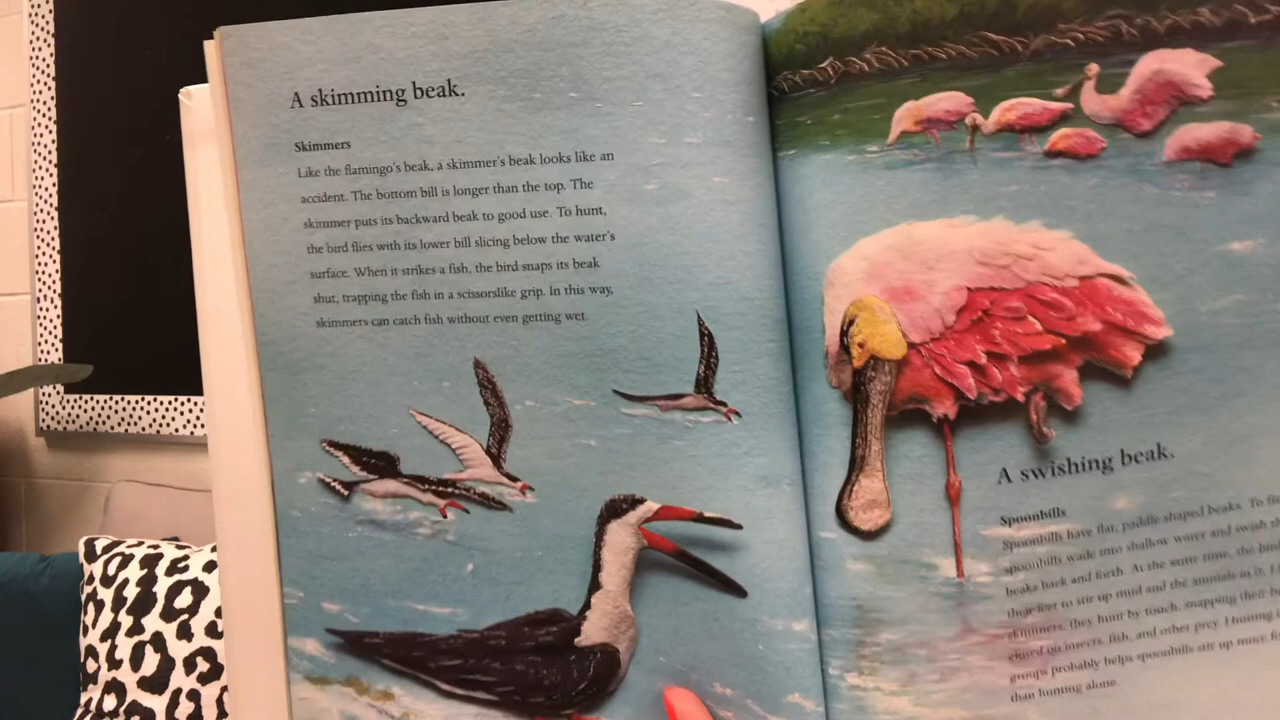 A skimming beak.
Skimmers
Like the flamingo's beak, a skimmer's beak looks like an
accident. The bottom bill is longer than the top. The
skimmer puts its backward beak to good use. To hunt,
the bird flies with its lower bill slicing below the water's
surface. When it strikes a fish, the bird snaps its beak
shut, trapping the fish in a scissorslike grip. In this way,
skimmers can catch fish without even getting wet.
A swishing beak.
Spoonbills
Spoonbills have flat, paddle-shaped beaks. To
spoonbills wade into shallow water and swish
beaks back and forth. At the same time, the
their feet to stir up mud and the animals in it.
skimmers, they hunt by touch, snapping their
closed on insects, fish, and other prey. Hunting
groups probably helps spoonbills stir up more
than hunting alone.